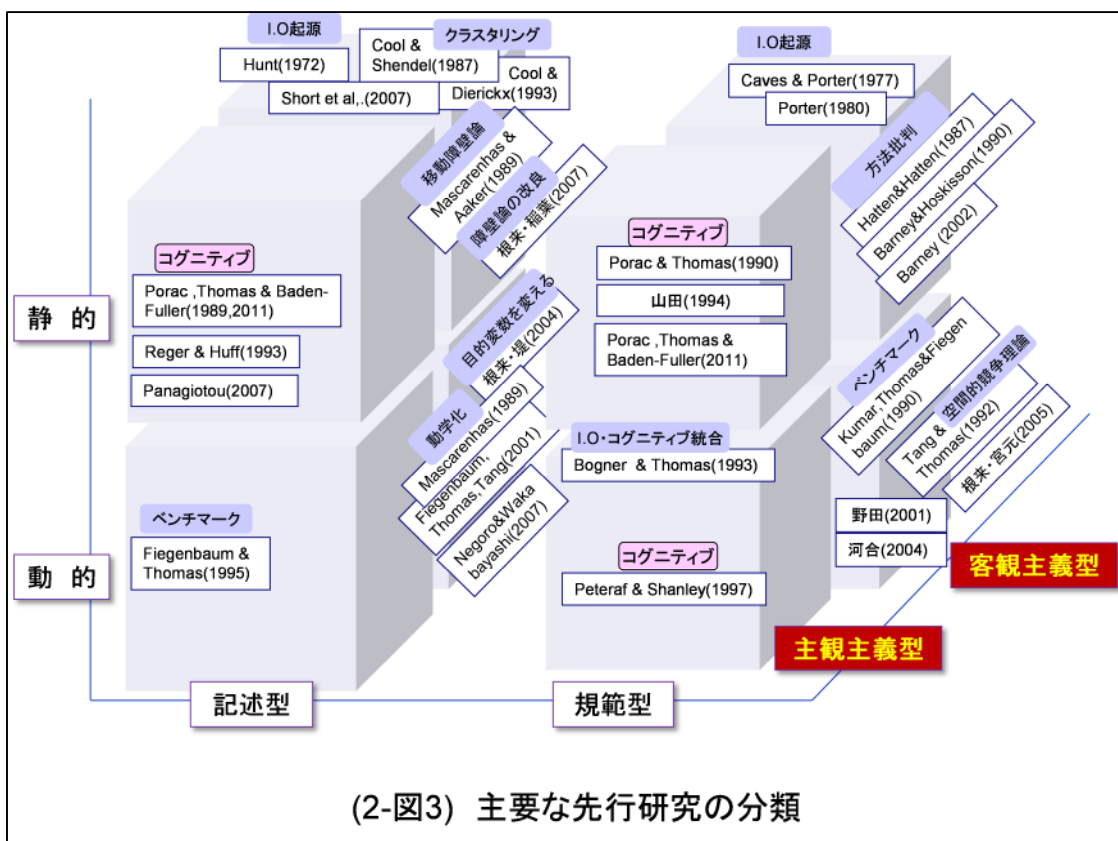 I.O起源
クラスタリング
Hunt(1972)
Cool &
Shendel(1987)
Cool &
Dierickx(1993)
Short et al,.(2007)
移動障壁論
Mascarenhas &
Aaker(1989)
障壁論の改良
根来・稲葉(2007)
I.O起源
Caves & Porter(1977)
Porter(1980)
方法批判
Hatten&Hatten(1987)
Barney&Hoskisson(1990)
Barney (2002)
静 的
コグニティブ
Porac ,Thomas & Baden-
Fuller(1989,2011)
Reger & Huff(1993)
Panagiotou(2007)
目的変数を変える
根来・堤(2004)
コグニティブ
Porac & Thomas(1990)
山田(1994)
Porac ,Thomas &
Baden-Fuller(2011)
動学化
Mascarenhas(1989)
Fiegenbaum,
Thomas,Tang(2001)
Negoro&Waka
bayashi(2007)
ベンチマーク
Kumar,Thomas&Fiegen
baum(1990)
空間的競争理論
Tang &
Thomas(1992)
根来・宮元(2005)
動 的
ベンチマーク
Fiegenbaum &
Thomas(1995)
I.O・コグニティブ統合
Bogner & Thomas(1993)
コグニティブ
Peteraf & Shanley(1997)
野田(2001)
河合(2004)
客観主義型
主観主義型
記述型
規範型
(2-図3) 主要な先行研究の分類